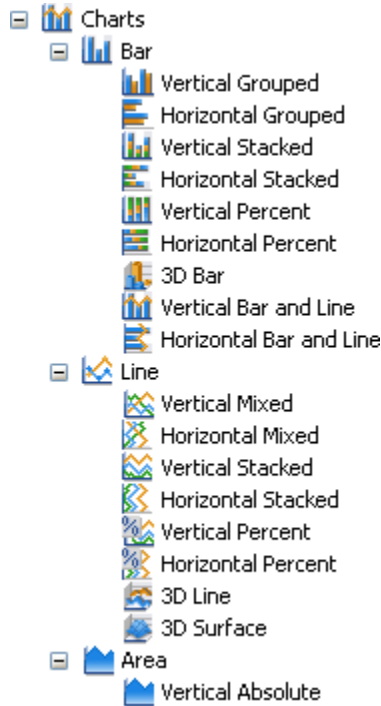 Charts
Bar
Vertical Grouped
Horizontal Grouped
Vertical Stacked
Horizontal Stacked
Vertical Percent
Horizontal Percent
3D Bar
Vertical Bar and Line
Horizontal Bar and Line
Line
Vertical Mixed
Horizontal Mixed
Vertical Stacked
Horizontal Stacked
% Vertical Percent
% Horizontal Percent
3D Line
3D Surface
Area
Vertical Absolute